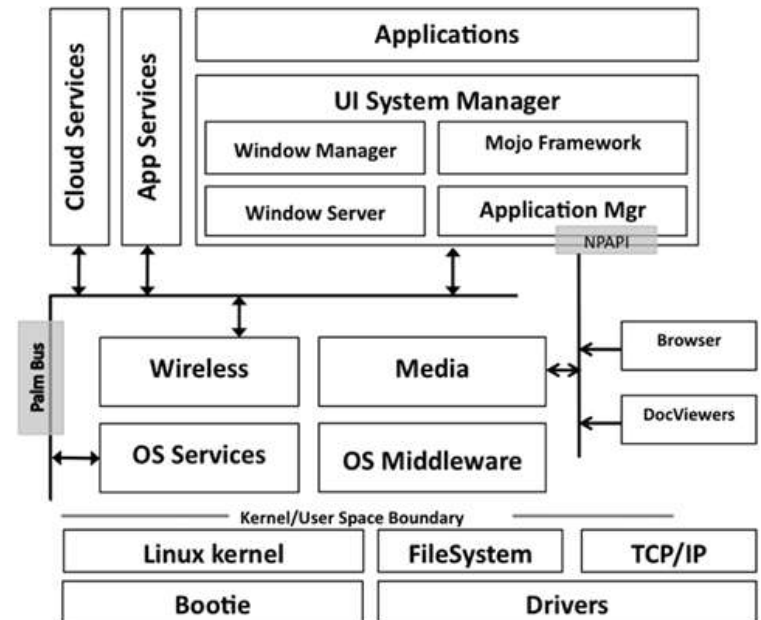 Cloud Services
App Services
Applications
UI System Manager
Window Manager
Mojo Framework
Window Server
Application Mgr
NPAPI
Palm Bus
Wireless
Media
Browser
DocViewers
OS Services
OS Middleware
Kernel/User Space Boundary
Linux kernel
FileSystem
TCP/IP
Bootie
Drivers